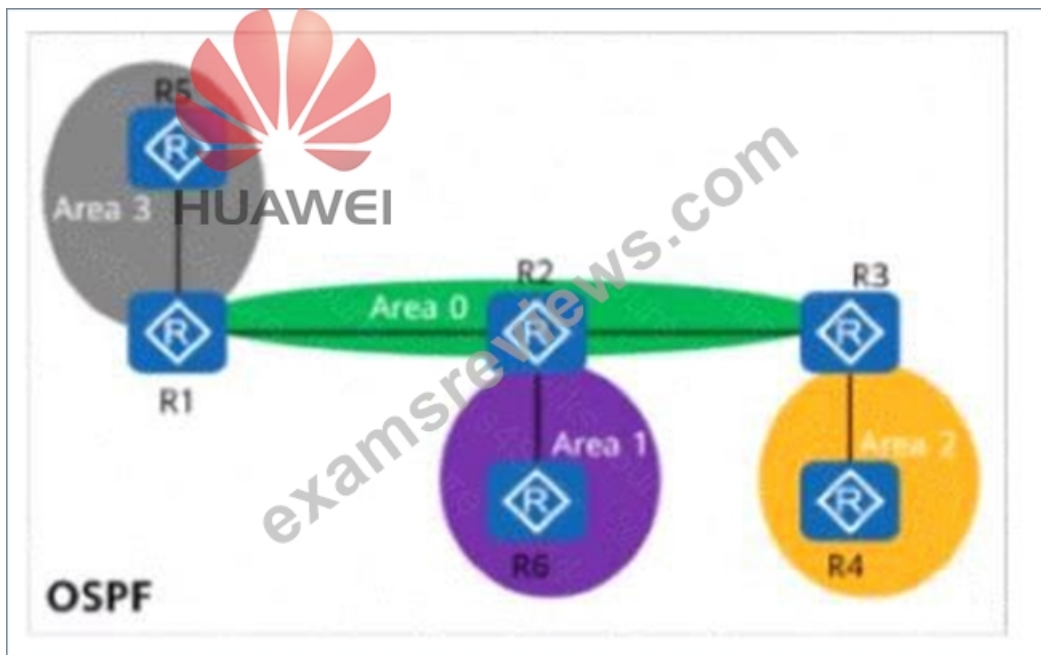 R5
R
Area 3
HUAWEI
R2
R3
Area 0
R
R
R
R1
examsreviews.com
Area 1
Area 2
R
R
R6
R4
OSPF